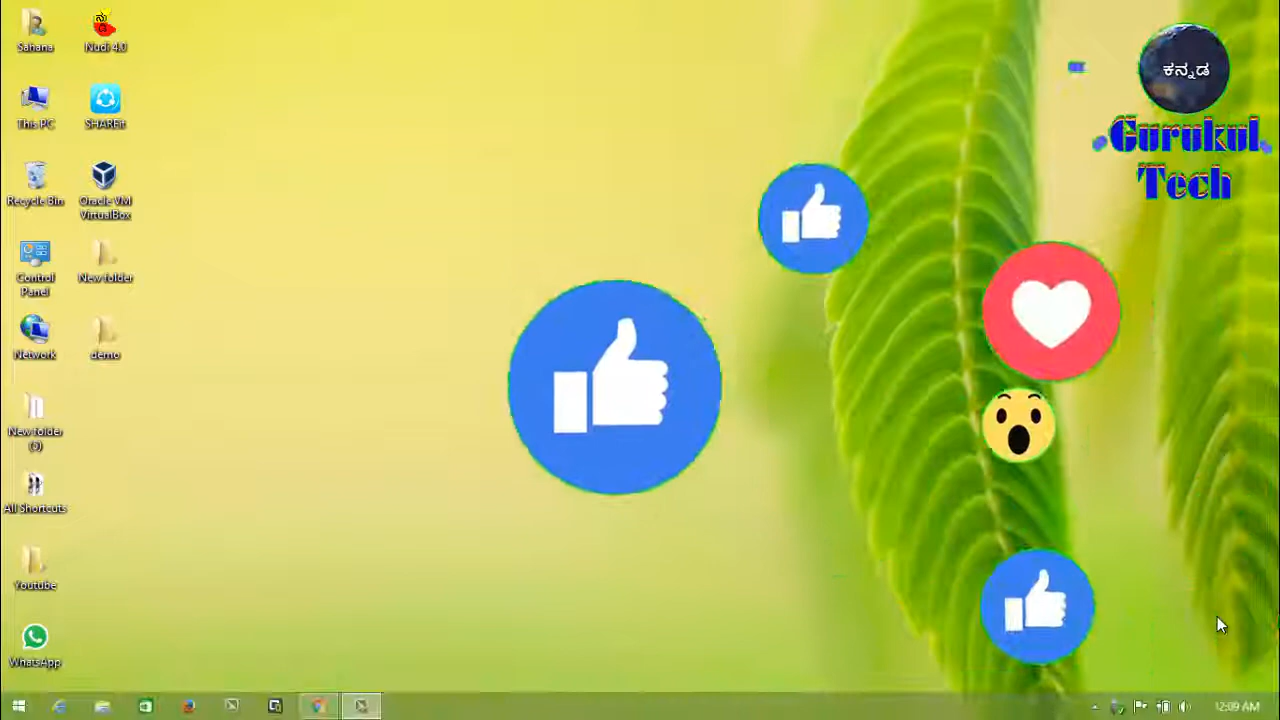 Sahana
Nudi 4.0
This PC
SHAREit
Recycle Bin
Oracle VM
VirtualBox
Control
Panel
New folder
Network
demo
New folder
(3)
All Shortcuts
Youtube
WhatsApp
ಕನ್ನಡ
Gurukul
Tech
12:09 AM